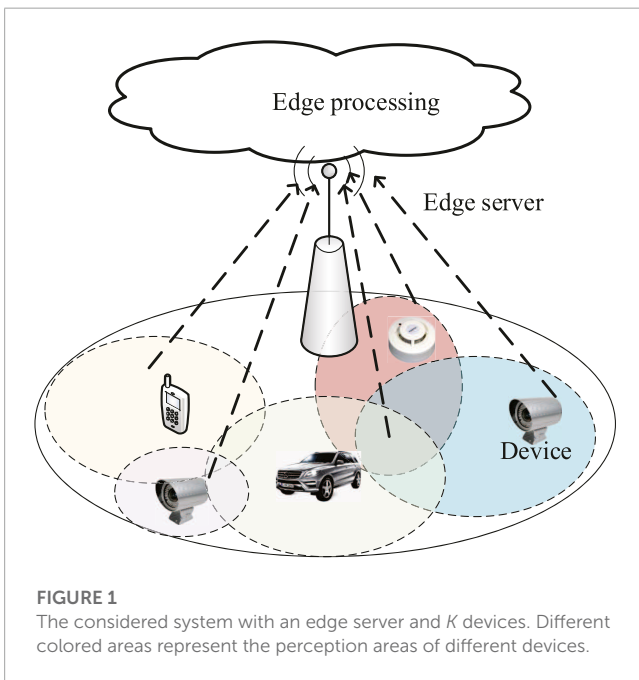 Edge processing
Edge server
Device
FIGURE 1
The considered system with an edge server and K devices. Different
colored areas represent the perception areas of different devices.